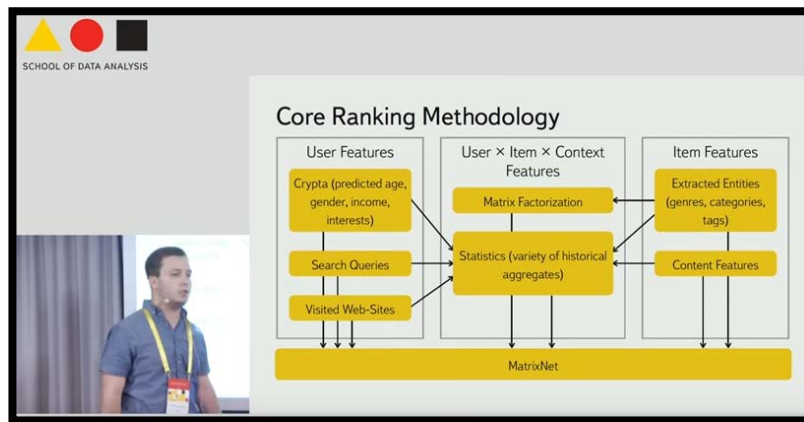 SCHOOL OF DATA ANALYSIS
Core Ranking Methodology
User Features
Crypta (predicted age,
gender, income,
interests)
Search Queries
Visited Web-Sites
User × Item × Context
Features
Matrix Factorization
Statistics (variety of historical
aggregates)
Item Features
Extracted Entities
(genres, categories,
tags)
Content Features
MatrixNet